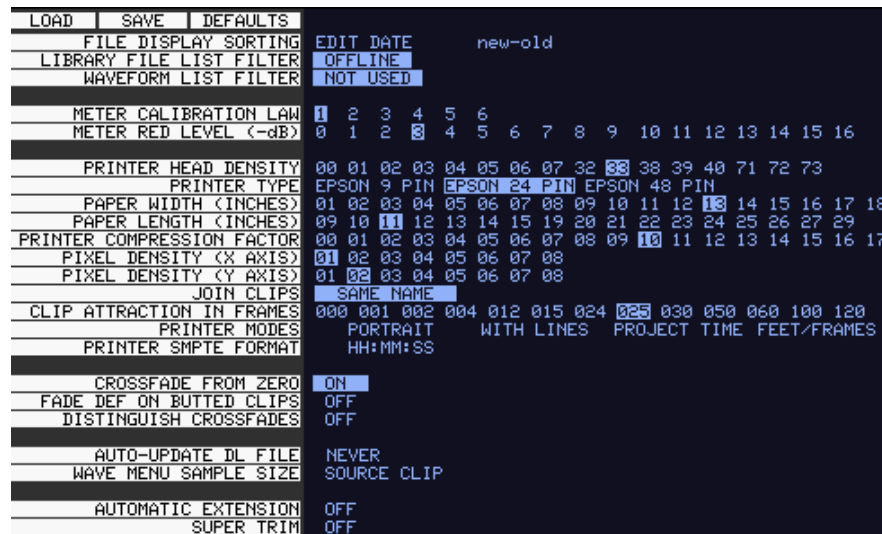 LOAD SAVE DEFAULTS
FILE DISPLAY SORTING EDIT DATE new-old
LIBRARY FILE LIST FILTER OFFLINE
WAVEFORM LIST FILTER NOT USED
METER CALIBRATION LAW 1 2 3 4 5 6
METER RED LEVEL (-dB) 0 1 2 3 4 5 6 7 8 9 10 11 12 13 14 15 16
PRINTER HEAD DENSITY 00 01 02 03 04 05 06 07 32 33 38 39 40 71 72 73
PRINTER TYPE EPSON 9 PIN EPSON 24 PIN EPSON 48 PIN
PAPER WIDTH (INCHES) 01 02 03 04 05 06 07 08 09 10 11 12 13 14 15 16 17 18
PAPER LENGTH (INCHES) 09 10 11 12 13 14 15 19 20 21 22 23 24 25 26 27 29
PRINTER COMPRESSION FACTOR 00 01 02 03 04 05 06 07 08 09 10 11 12 13 14 15 16 17
PIXEL DENSITY (X AXIS) 01 02 03 04 05 06 07 08
PIXEL DENSITY (Y AXIS) 01 02 03 04 05 06 07 08
JOIN CLIPS SAME NAME
CLIP ATTRACTION IN FRAMES 000 001 002 004 012 015 024 025 030 050 060 100 120
PRINTER MODES PORTRAIT WITH LINES PROJECT TIME FEET/FRAMES
PRINTER SMPTE FORMAT HH:MM:SS
CROSSFADE FROM ZERO ON
FADE DEF ON BUTTED CLIPS OFF
DISTINGUISH CROSSFADES OFF
AUTO-UPDATE DL FILE NEVER
WAVE MENU SAMPLE SIZE SOURCE CLIP
AUTOMATIC EXTENSION OFF
SUPER TRIM OFF